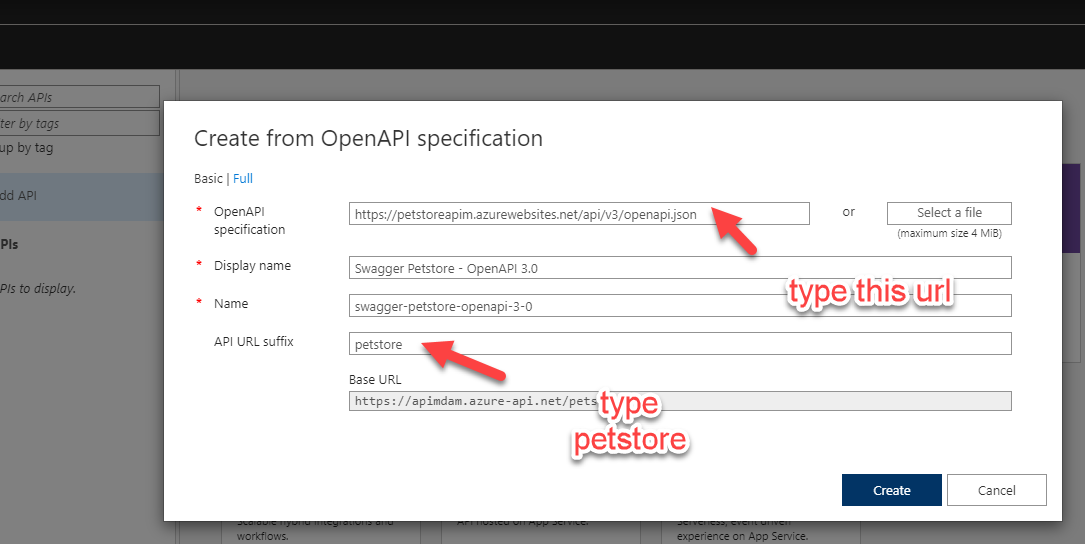 arch APIs
ter by tags
up by tag
dd API
PIs
PIs to display.
Create from OpenAPI specification
Basic | Full
* OpenAPI specification
https://petstoreapim.azurewebsites.net/api/v3/openapi.json
or
Select a file
(maximum size 4 MiB)
type this url
* Display name
Swagger Petstore - OpenAPI 3.0
* Name
swagger-petstore-openapi-3-0
API URL suffix
petstore
Base URL
https://apimdam.azure-api.net/pets
type
petstore
Create
Cancel
Scalable hybrid integrations and
workflows.
API hosted on App Service.
Serverless, event driven
experience on App Service.